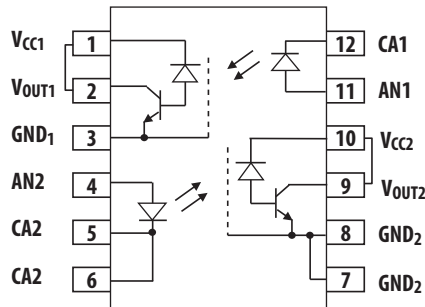 VCC1 1
VOUT1 2
GND1 3
AN2 4
CA2 5
CA2 6
12 CA1
11 AN1
10 VCC2
9 VOUT2
8 GND2
7 GND2